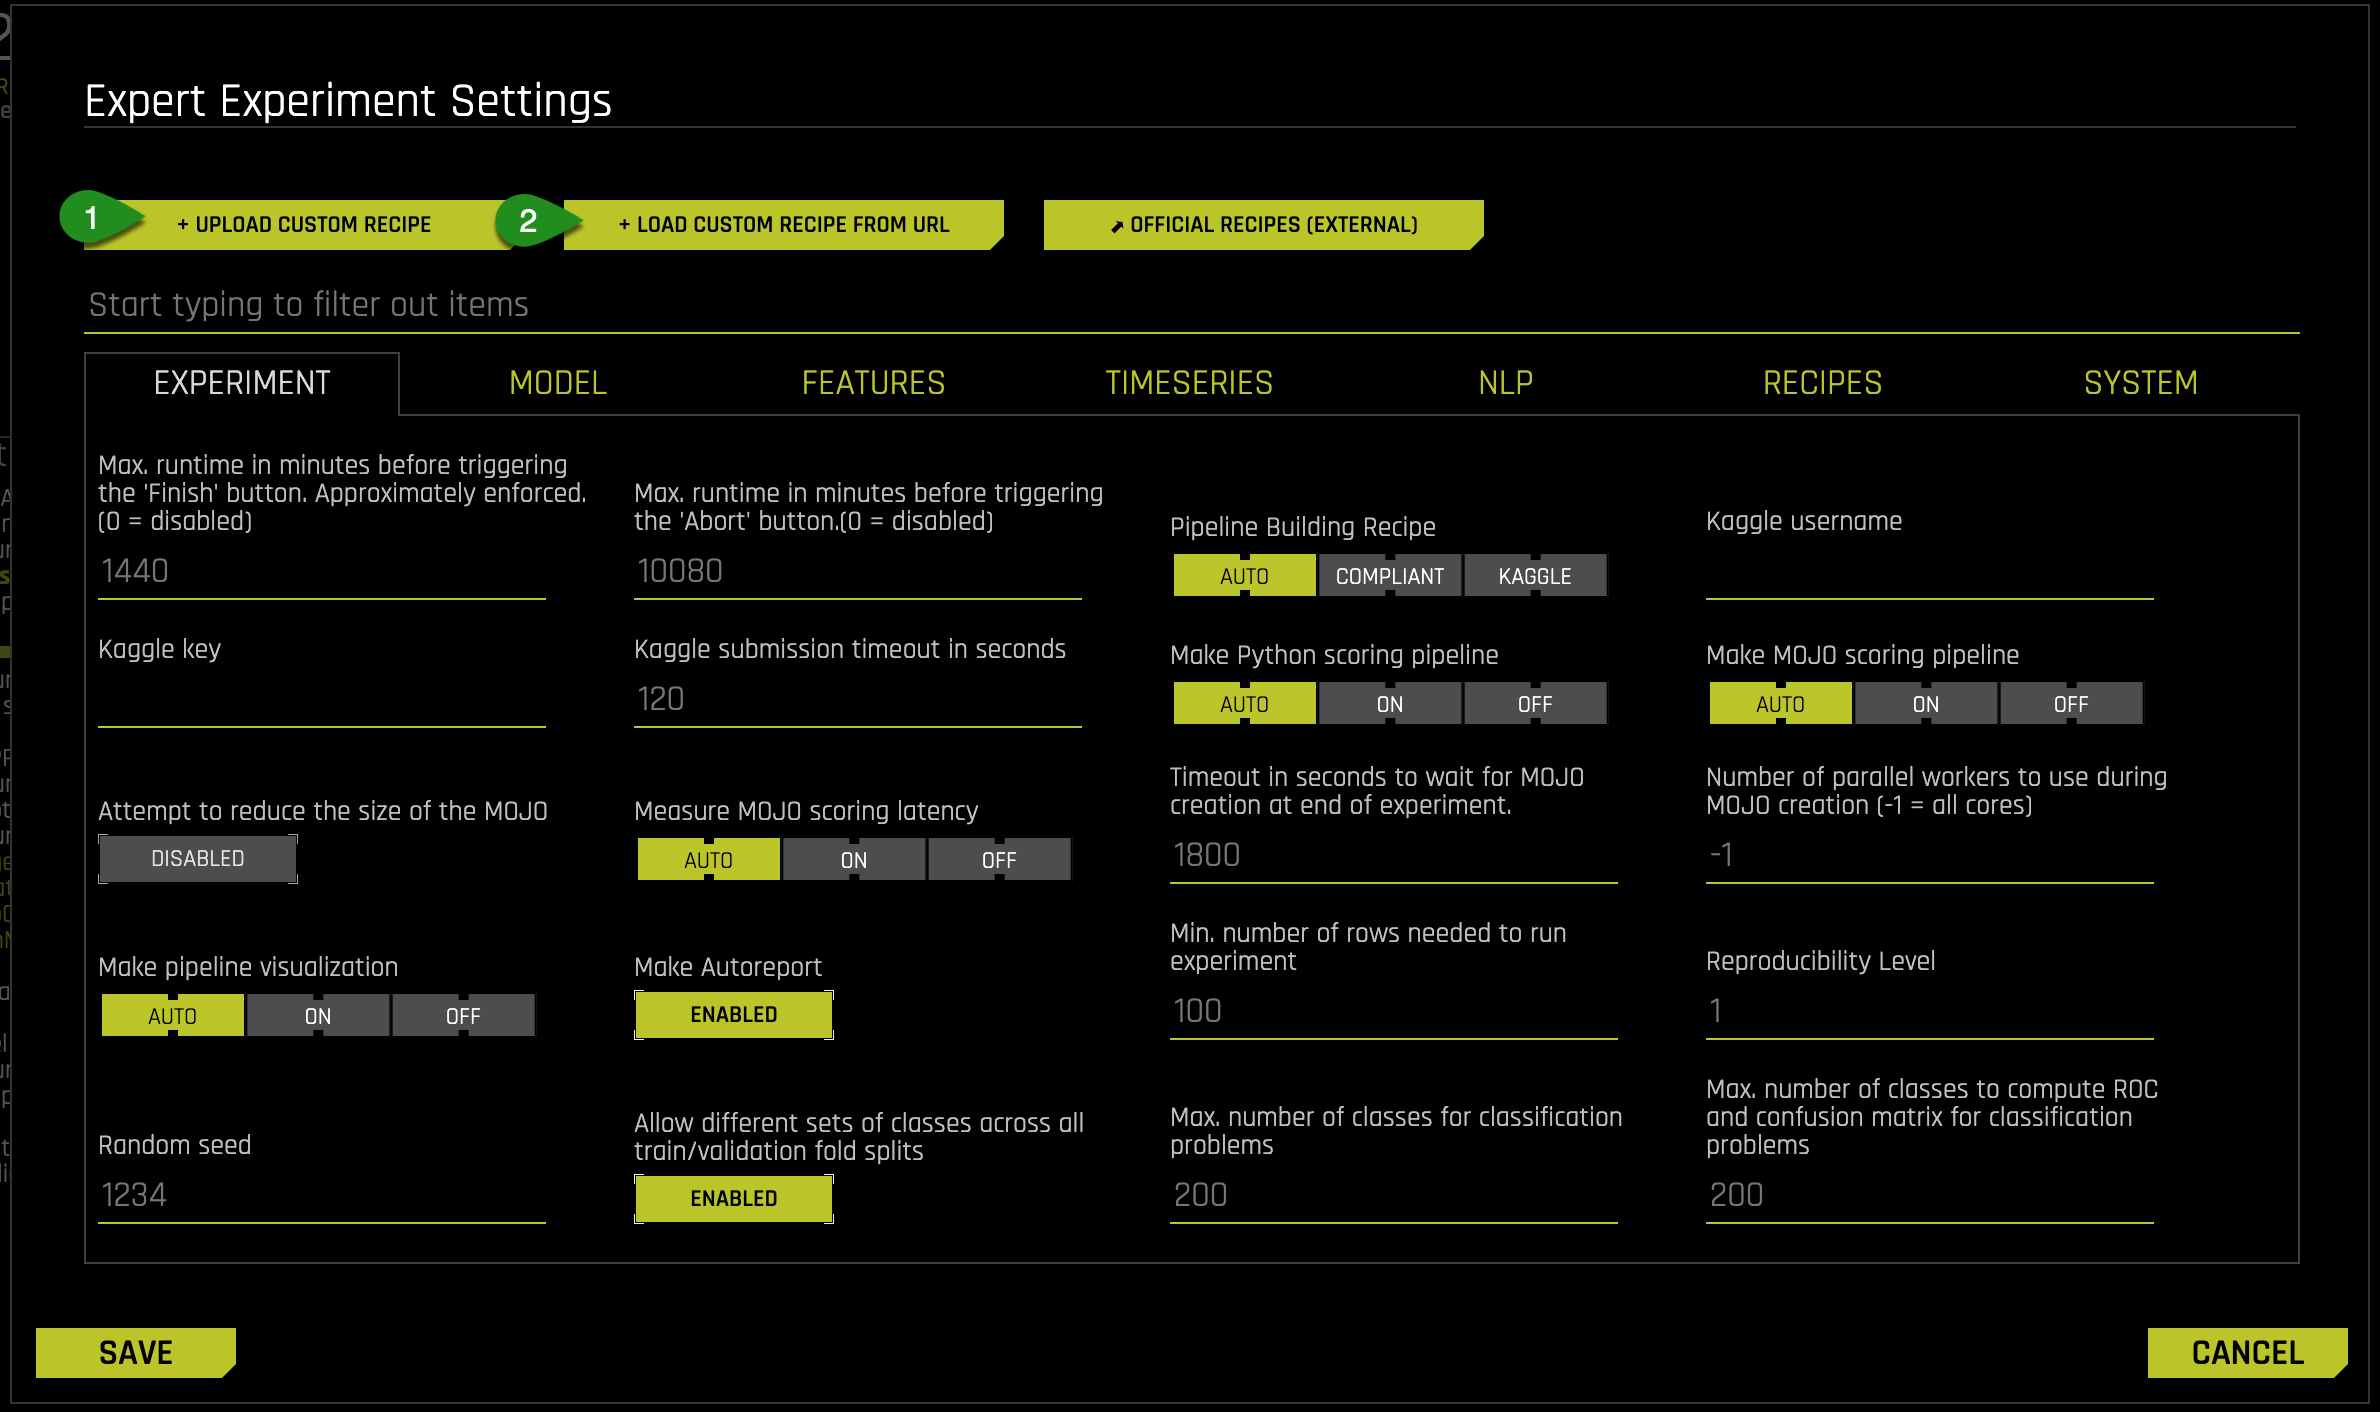 Expert Experiment Settings
1
+ UPLOAD CUSTOM RECIPE
2
+ LOAD CUSTOM RECIPE FROM URL
OFFICIAL RECIPES (EXTERNAL)
Start typing to filter out items
EXPERIMENT
MODEL
FEATURES
TIMESERIES
NLP
RECIPES
SYSTEM
Max. runtime in minutes before triggering
the 'Finish' button. Approximately enforced.
(0 = disabled)
1440
Max. runtime in minutes before triggering
the 'Abort' button.(0 = disabled)
10080
Pipeline Building Recipe
AUTO
COMPLIANT
KAGGLE
Kaggle username
Kaggle key
Kaggle submission timeout in seconds
120
Make Python scoring pipeline
AUTO
ON
OFF
Make MOJO scoring pipeline
AUTO
ON
OFF
Attempt to reduce the size of the MOJO
DISABLED
Measure MOJO scoring latency
AUTO
ON
OFF
Timeout in seconds to wait for MOJO
creation at end of experiment.
1800
Number of parallel workers to use during
MOJO creation (-1 = all cores)
-1
Make pipeline visualization
AUTO
ON
OFF
Make Autoreport
ENABLED
Min. number of rows needed to run
experiment
100
Reproducibility Level
1
Random seed
1234
Allow different sets of classes across all
train/validation fold splits
ENABLED
Max. number of classes for classification
problems
200
Max. number of classes to compute ROC
and confusion matrix for classification
problems
200
SAVE
CANCEL